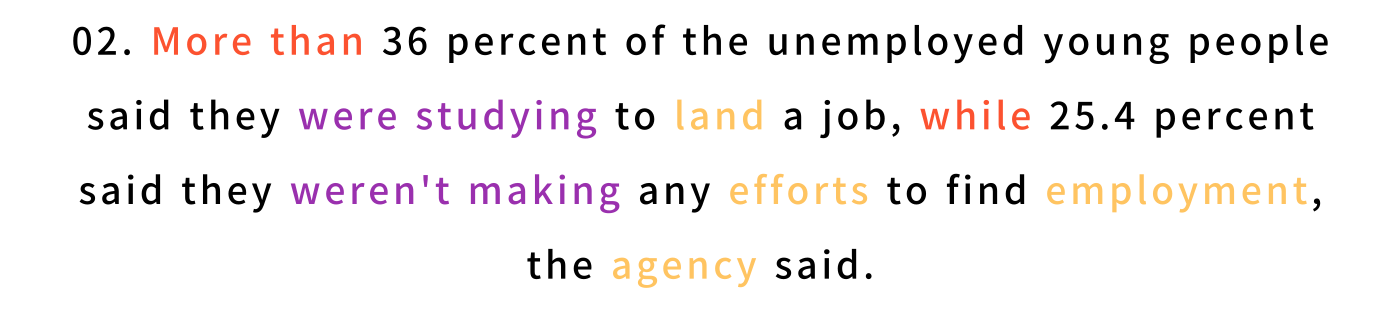 02. More than 36 percent of the unemployed young people
said they were studying to land a job, while 25.4 percent
said they weren't making any efforts to find employment,
the agency said.